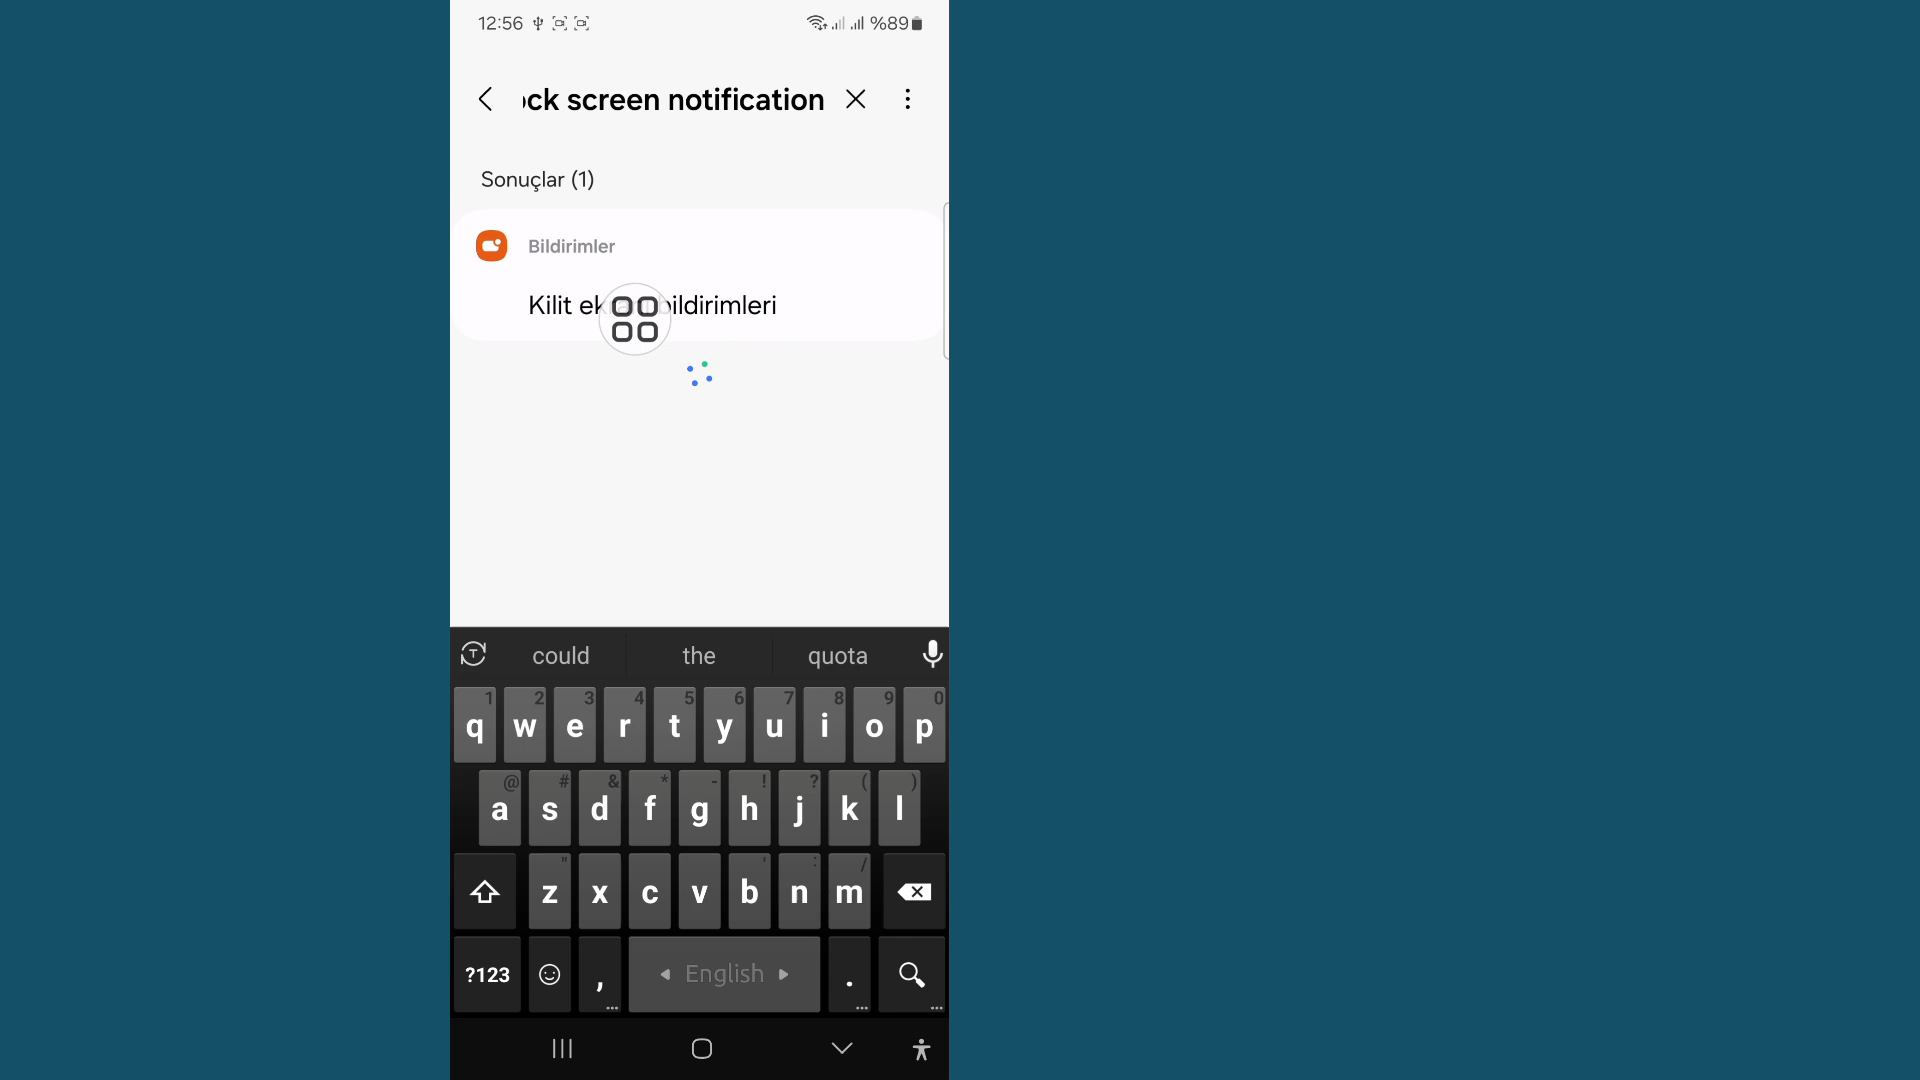 12:56 %89
ck screen notification
Sonuçlar (1)
Bildirimler
Kilit ekranı bildirimleri
could the quota
1 2 3 4 5 6 7 8 9 0
q w e r t y u i o p
@ # & * - ! ? ( )
a s d f g h j k l
" ' : /
z x c v b n m
?123 , English .